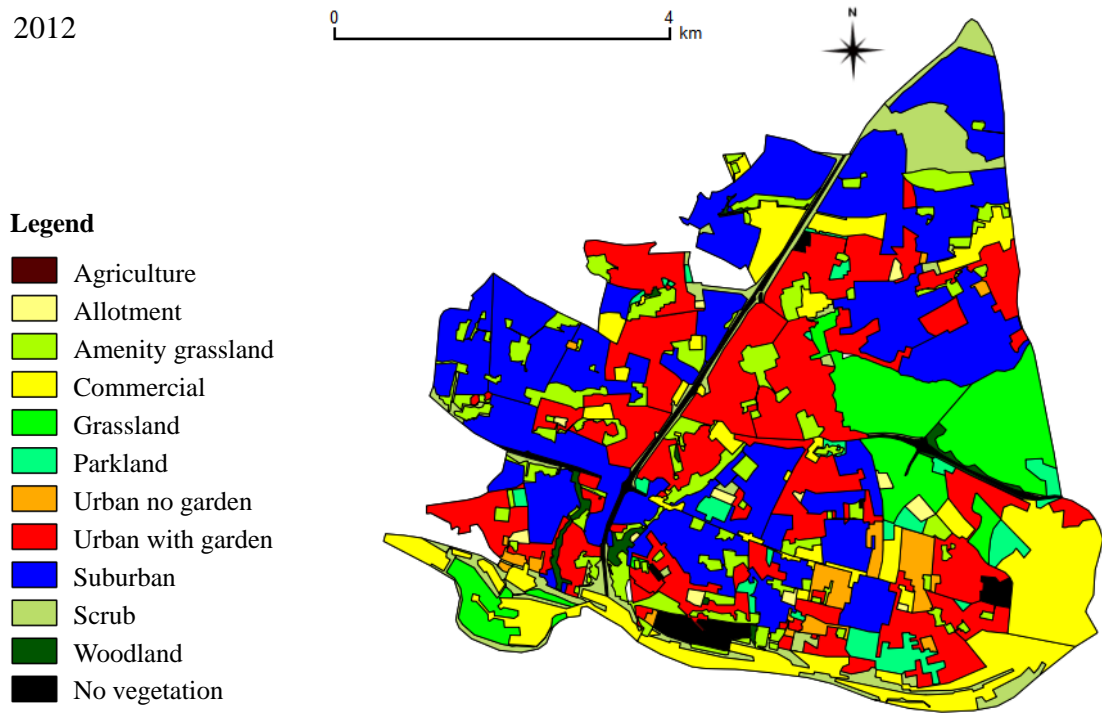 2012
0 4
km
N
Legend
Agriculture
Allotment
Amenity grassland
Commercial
Grassland
Parkland
Urban no garden
Urban with garden
Suburban
Scrub
Woodland
No vegetation